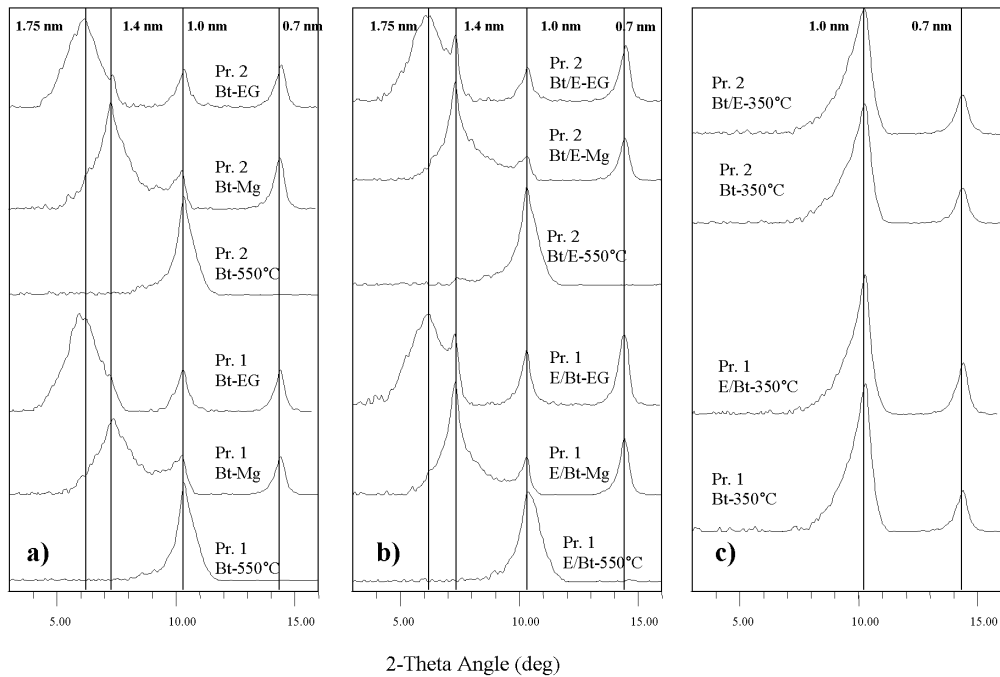 1.75 nm 1.4 nm 1.0 nm 0.7 nm
Pr. 2
Bt-EG
Pr. 2
Bt-Mg
Pr. 2
Bt-550°C
Pr. 1
Bt-EG
Pr. 1
Bt-Mg
Pr. 1
Bt-550°C
a)
5.00 10.00 15.00
1.75 nm 1.4 nm 1.0 nm 0.7 nm
Pr. 2
Bt/E-EG
Pr. 2
Bt/E-Mg
Pr. 2
Bt/E-550°C
Pr. 1
E/Bt-EG
Pr. 1
E/Bt-Mg
Pr. 1
E/Bt-550°C
b)
5.00 10.00 15.00
1.0 nm 0.7 nm
Pr. 2
Bt/E-350°C
Pr. 2
Bt-350°C
Pr. 1
E/Bt-350°C
Pr. 1
Bt-350°C
c)
5.00 10.00 15.00
2-Theta Angle (deg)